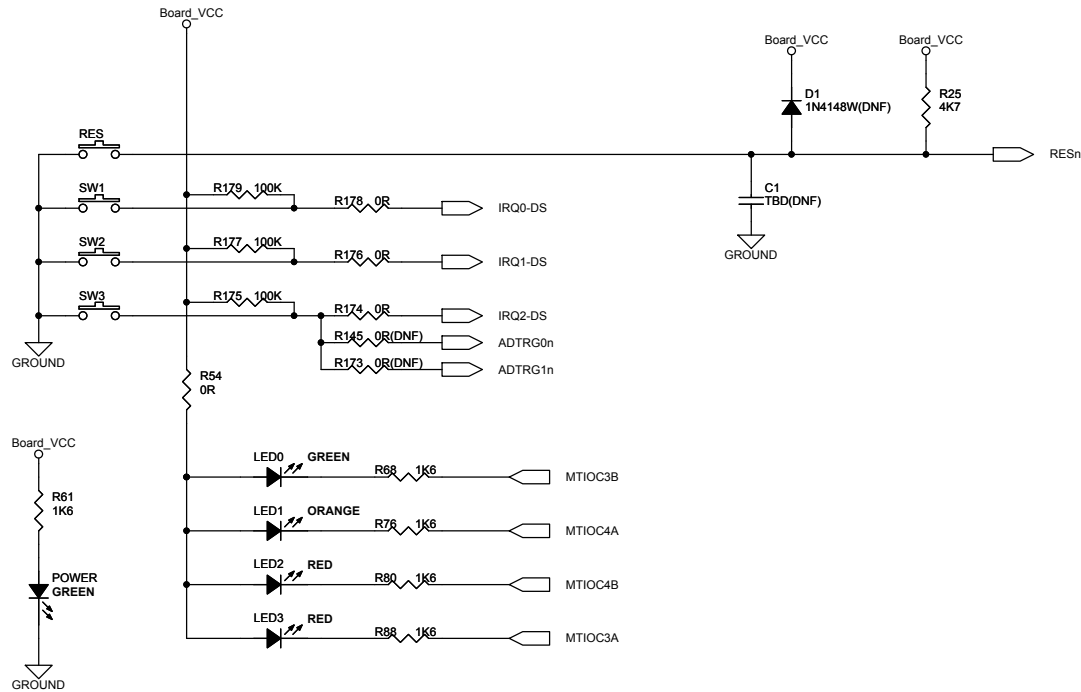 Board_VCC
Board_VCC
Board_VCC
D1
1N4148W(DNF)
R25
4K7
RES
RESn
SW1
R179 100K
R178 0R
IRQ0-DS
C1
TBD(DNF)
GROUND
SW2
R177 100K
R176 0R
IRQ1-DS
SW3
R175 100K
R174 0R
IRQ2-DS
R145 0R(DNF)
ADTRG0n
R173 0R(DNF)
ADTRG1n
GROUND
R54
0R
Board_VCC
R61
1K6
POWER
GREEN
GROUND
LED0 GREEN
R68 1K6
MTIOC3B
LED1 ORANGE
R76 1K6
MTIOC4A
LED2 RED
R80 1K6
MTIOC4B
LED3 RED
R88 1K6
MTIOC3A